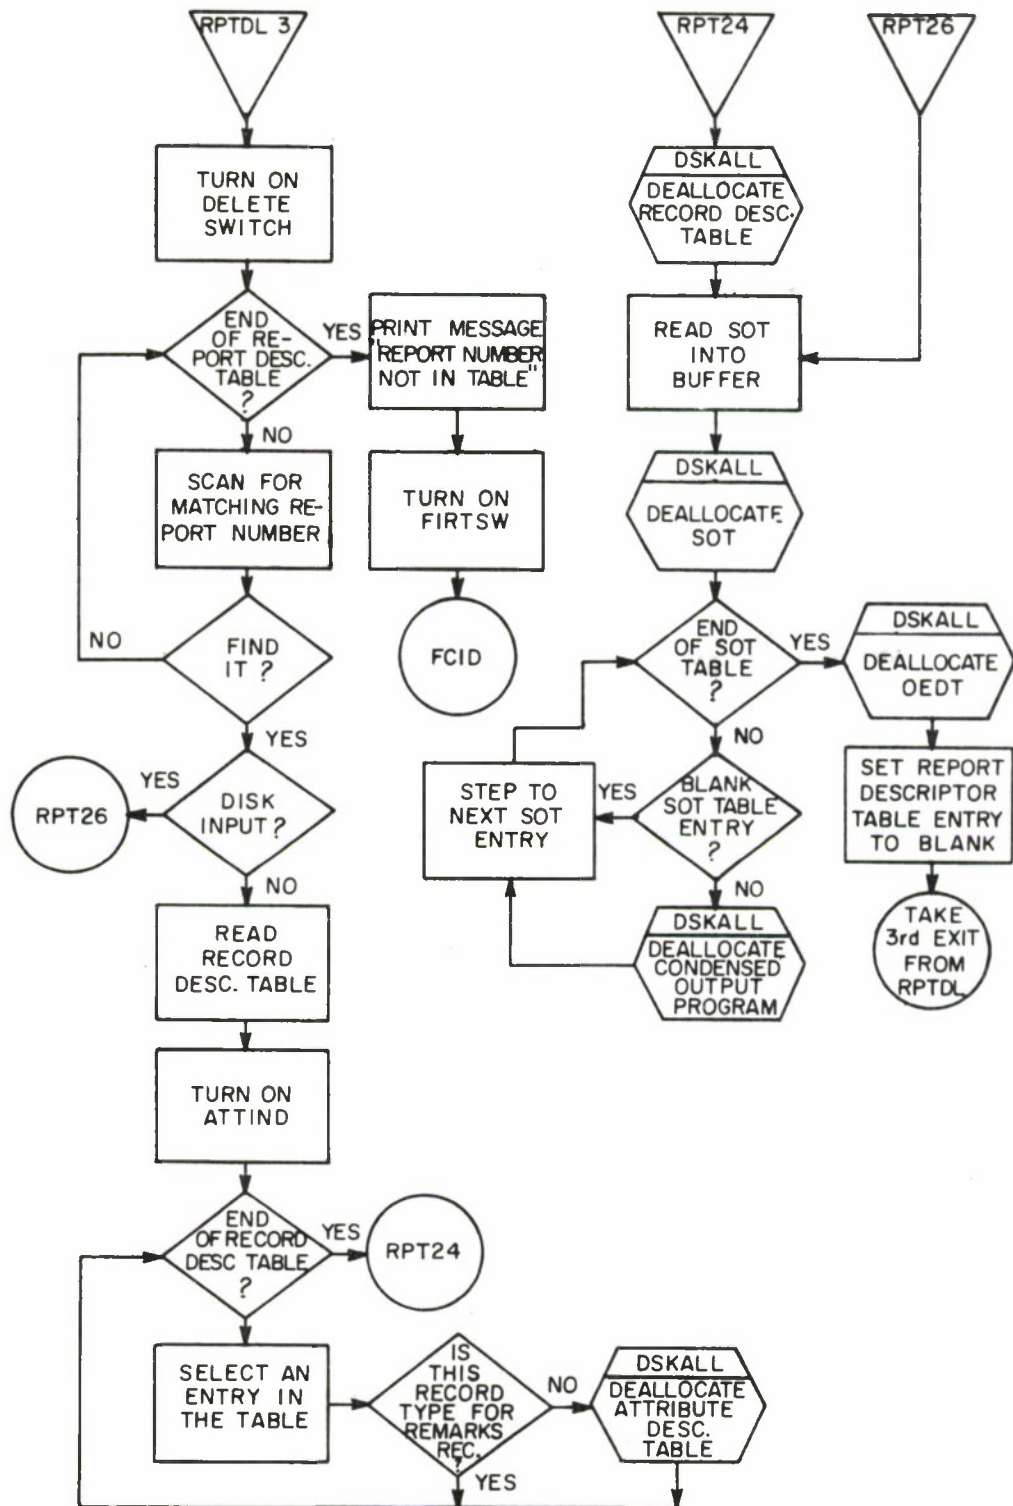 RPTDL 3
TURN ON
DELETE
SWITCH
END
OF RE-
PORT DESC.
TABLE
?
YES
NO
PRINT MESSAGE
"REPORT NUMBER
NOT IN TABLE"
TURN ON
FIRTSW
FCID
SCAN FOR
MATCHING RE-
PORT NUMBER
FIND
IT ?
NO
YES
DISK
INPUT ?
YES
RPT26
NO
READ
RECORD
DESC. TABLE
TURN ON
ATTIND
END
OF RECORD
DESC TABLE
?
YES
RPT24
SELECT AN
ENTRY IN
THE TABLE
IS
THIS
RECORD
TYPE FOR
REMARKS
REC.
?
NO
YES
DSKALL
DEALLOCATE
ATTRIBUTE
DESC.
TABLE
RPT24
DSKALL
DEALLOCATE
RECORD DESC.
TABLE
RPT26
READ SOT
INTO
BUFFER
DSKALL
DEALLOCATE
SOT
END
OF SOT
TABLE
?
YES
NO
DSKALL
DEALLOCATE
OEDT
SET REPORT
DESCRIPTOR
TABLE ENTRY
TO BLANK
TAKE
3rd EXIT
FROM
RPTDL
BLANK
SOT TABLE
ENTRY
?
YES
NO
STEP TO
NEXT SOT
ENTRY
DSKALL
DEALLOCATE
CONDENSED
OUTPUT
PROGRAM